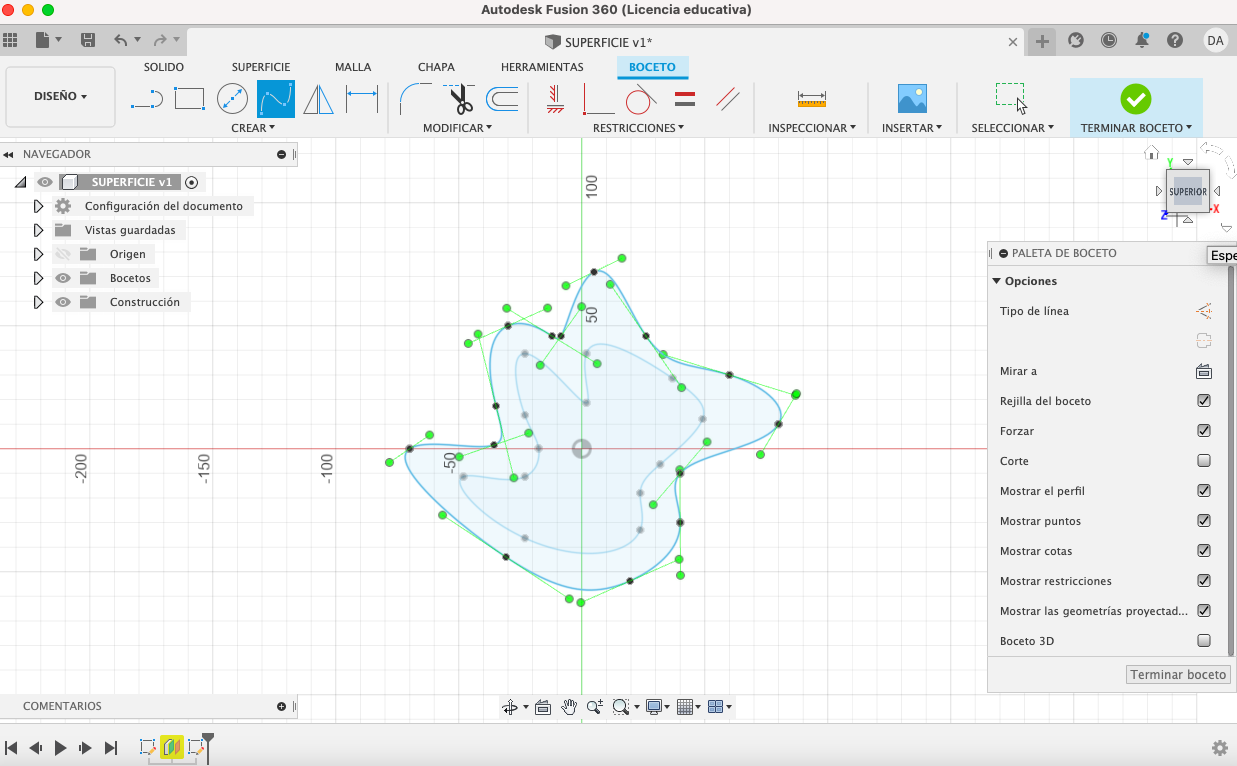 Autodesk Fusion 360 (Licencia educativa)
SUPERFICIE v1*
DA
DISEÑO
SOLIDO
SUPERFICIE
MALLA
CHAPA
HERRAMIENTAS
BOCETO
CREAR
MODIFICAR
RESTRICCIONES
INSPECCIONAR
INSERTAR
SELECCIONAR
TERMINAR BOCETO
NAVEGADOR
SUPERFICIE v1
Configuración del documento
Vistas guardadas
Origen
Bocetos
Construcción
100
50
-50
-100
-150
-200
Y
SUPERIOR
X
Z
PALETA DE BOCETO
Espe
Opciones
Tipo de línea
Mirar a
Rejilla del boceto
Forzar
Corte
Mostrar el perfil
Mostrar puntos
Mostrar cotas
Mostrar restricciones
Mostrar las geometrías proyectad...
Boceto 3D
Terminar boceto
COMENTARIOS